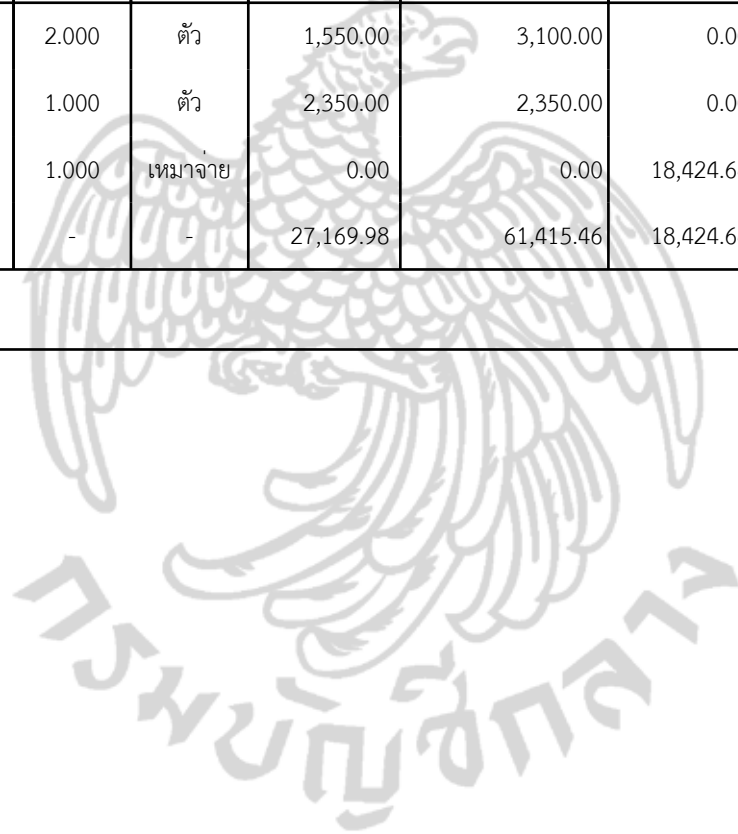 2.000 ตัว 1,550.00 3,100.00 0.0
1.000 ตัว 2,350.00 2,350.00 0.0
1.000 เหมาจ่าย 0.00 0.00 18,424.6
- - 27,169.98 61,415.46 18,424.6
กรมบัญชีกลาง